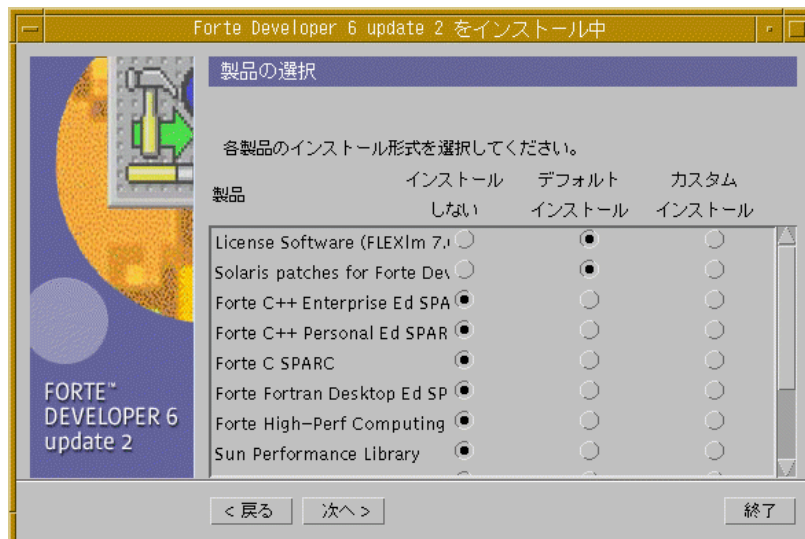 Forte Developer 6 update 2 をインストール中
製品の選択
各製品のインストール形式を選択してください。
製品
インストール
しない
デフォルト
インストール
カスタム
インストール
License Software (FLEXlm 7.
Solaris patches for Forte Dev
Forte C++ Enterprise Ed SPA
Forte C++ Personal Ed SPAR
Forte C SPARC
Forte Fortran Desktop Ed SP
Forte High-Perf Computing
Sun Performance Library
FORTE™
DEVELOPER 6
update 2
< 戻る
次へ >
終了